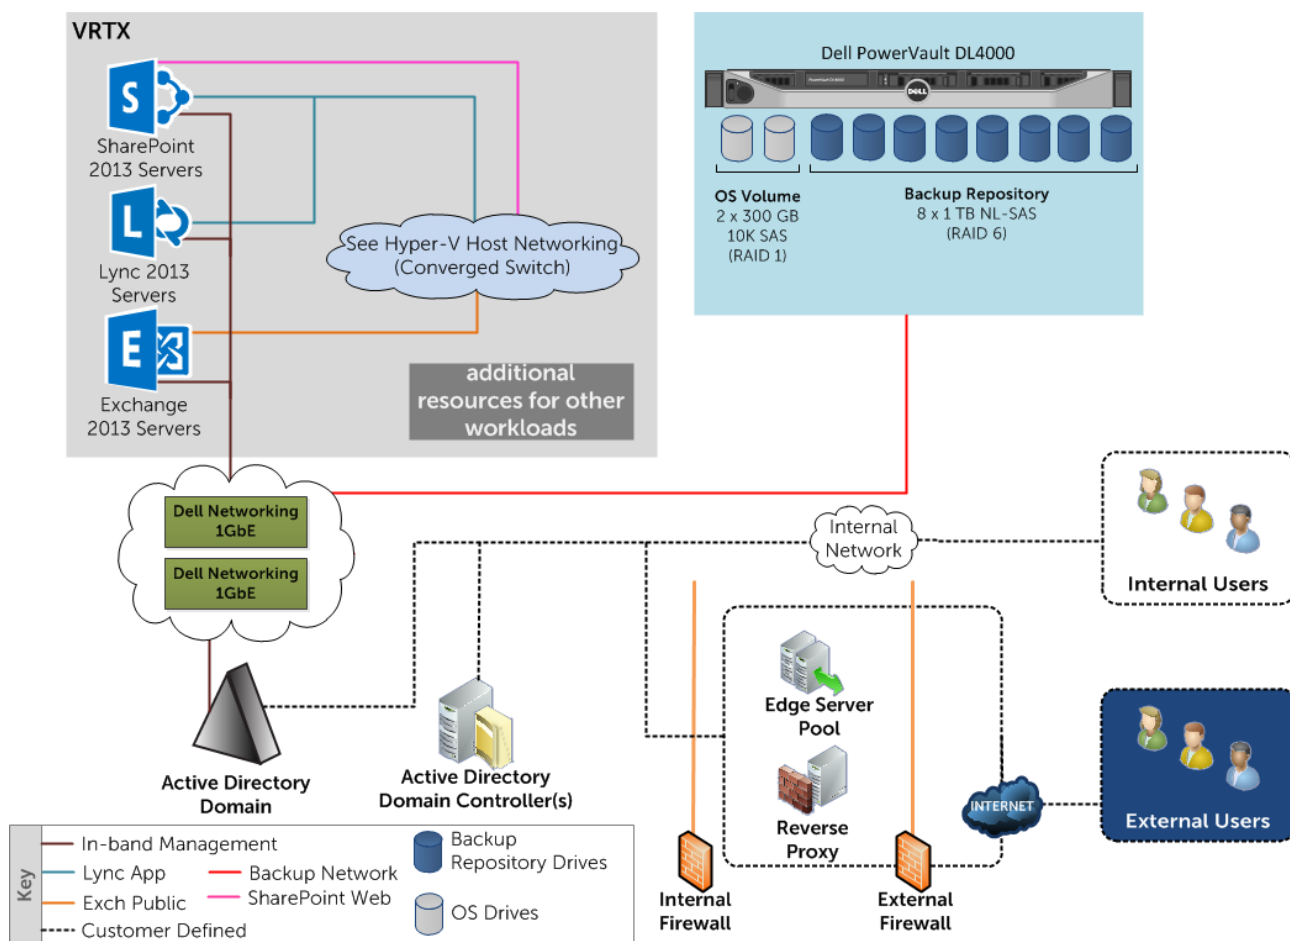 VRTX
SharePoint
2013 Servers
Lync 2013
Servers
Exchange
2013 Servers
See Hyper-V Host Networking
(Converged Switch)
additional
resources for other
workloads
Dell PowerVault DL4000
DELL
OS Volume
2 x 300 GB
10K SAS
(RAID 1)
Backup Repository
8 x 1 TB NL-SAS
(RAID 6)
Dell Networking
1GbE
Dell Networking
1GbE
Internal
Network
Internal Users
Edge Server
Pool
Reverse
Proxy
Active Directory
Domain
Active Directory
Domain Controller(s)
INTERNET
External Users
Internal
Firewall
External
Firewall
Key
In-band Management
Lync App
Exch Public
Customer Defined
Backup Network
SharePoint Web
Backup
Repository Drives
OS Drives